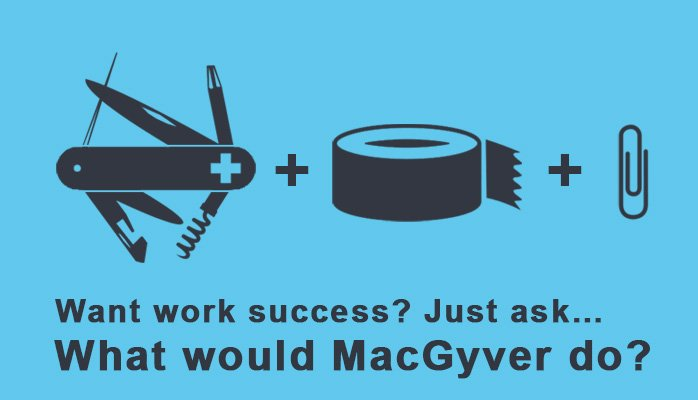 + +
Want work success? Just ask...
What would MacGyver do?